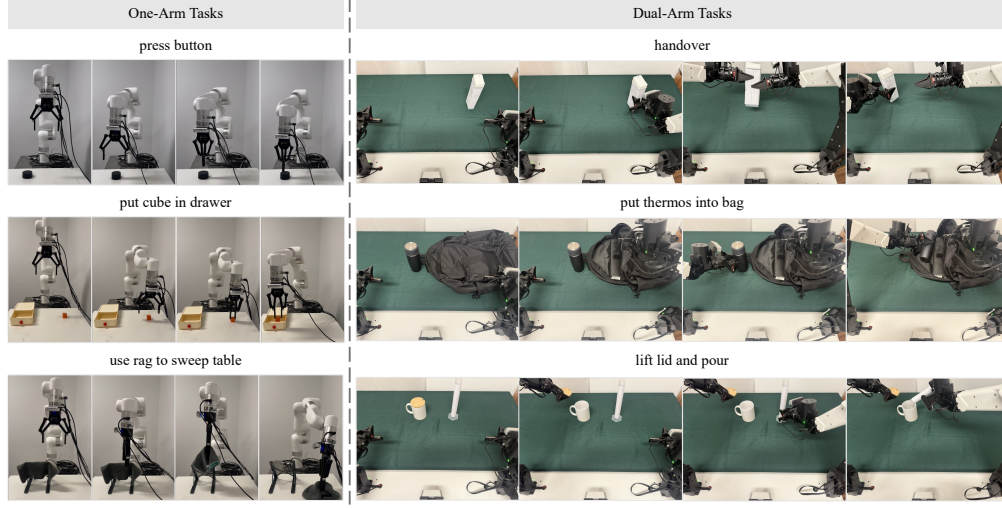 One-Arm Tasks
Dual-Arm Tasks
press button
handover
put cube in drawer
put thermos into bag
use rag to sweep table
lift lid and pour